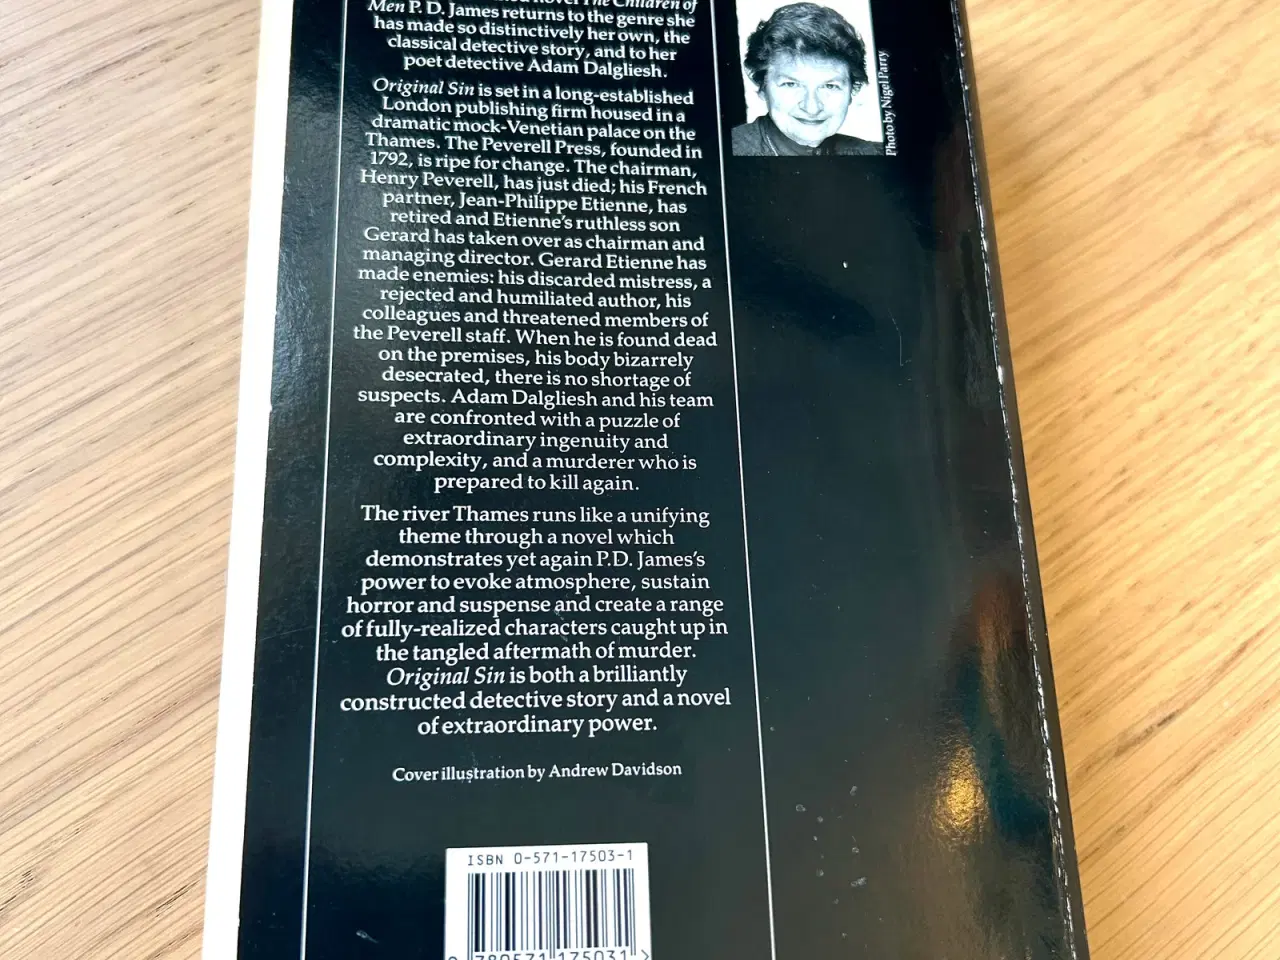 novel The Children of
Men P. D. James returns to the genre she
has made so distinctively her own, the
classical detective story, and to her
poet detective Adam Dalgliesh.
Original Sin is set in a long-established
London publishing firm housed in a
dramatic mock-Venetian palace on the
Thames. The Peverell Press, founded in
1792, is ripe for change. The chairman,
Henry Peverell, has just died; his French
partner, Jean-Philippe Etienne, has
retired and Etienne's ruthless son
Gerard has taken over as chairman and
managing director. Gerard Etienne has
made enemies: his discarded mistress, a
rejected and humiliated author, his
colleagues and threatened members of
the Peverell staff. When he is found dead
on the premises, his body bizarrely
desecrated, there is no shortage of
suspects. Adam Dalgliesh and his team
are confronted with a puzzle of
extraordinary ingenuity and
complexity, and a murderer who is
prepared to kill again.
The river Thames runs like a unifying
theme through a novel which
demonstrates yet again P.D. James's
power to evoke atmosphere, sustain
horror and suspense and create a range
of fully-realized characters caught up in
the tangled aftermath of murder.
Original Sin is both a brilliantly
constructed detective story and a novel
of extraordinary power.
Cover illustration by Andrew Davidson
ISBN 0-571-17503-1
9 780571 175031 >
Photo by Nigel Parry